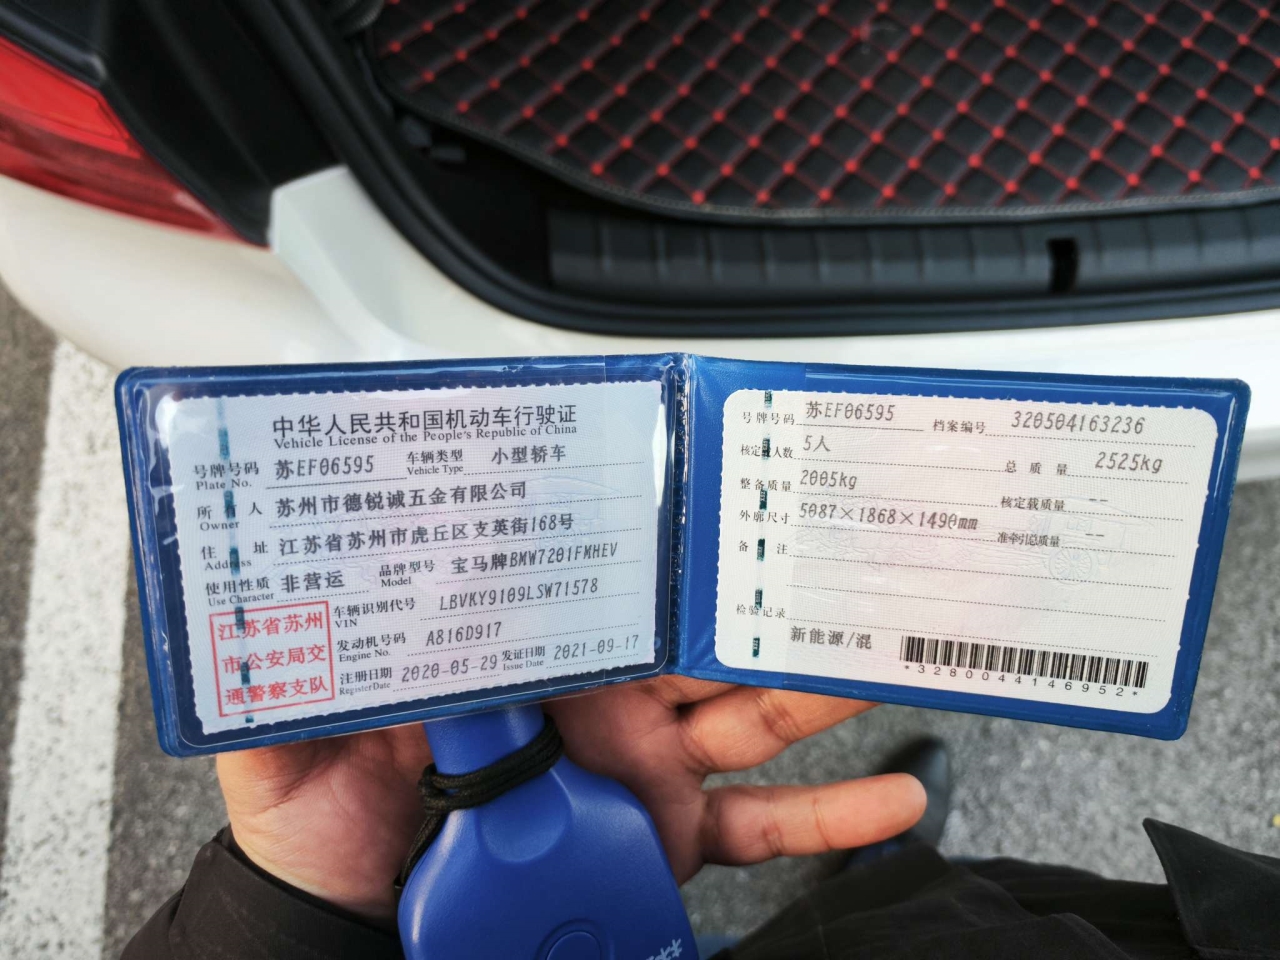 中华人民共和国机动车行驶证
Vehicle License of the People's Republic of China
号牌号码 苏EF06595 车辆类型 小型轿车
Plate No. Vehicle Type
所有人 苏州市德锐诚五金有限公司
Owner
住址 江苏省苏州市虎丘区支英街168号
Address
使用性质 非营运 品牌型号 宝马牌BMW7201FMHEV
Use Character Model
江苏省苏州
市公安局交
通警察支队
车辆识别代号 LBVKY9109LSW71578
VIN
发动机号码 A816D917
Engine No.
注册日期 2020-05-29 发证日期 2021-09-17
Register Date Issue Date
号牌号码 苏EF06595 档案编号 320504163236
核定载人数 5人 总质量 2525kg
整备质量 2005kg 核定载质量 --
外廓尺寸 5087×1868×1490mm 准牵引总质量 --
备注
检验记录
新能源/混
*3280044146952*